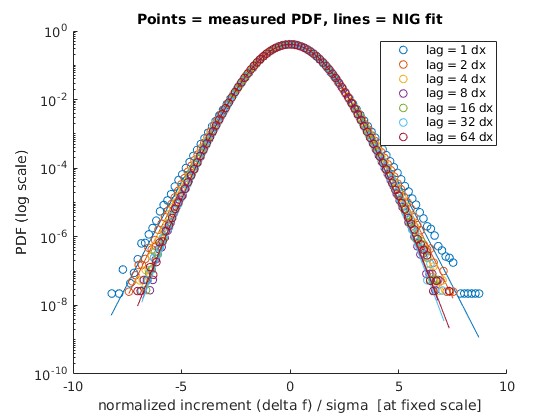 Points = measured PDF, lines = NIG fit
10^0
10^-2
10^-4
10^-6
10^-8
10^-10
PDF (log scale)
lag = 1 dx
lag = 2 dx
lag = 4 dx
lag = 8 dx
lag = 16 dx
lag = 32 dx
lag = 64 dx
-10 -5 0 5 10
normalized increment (delta f) / sigma [at fixed scale]